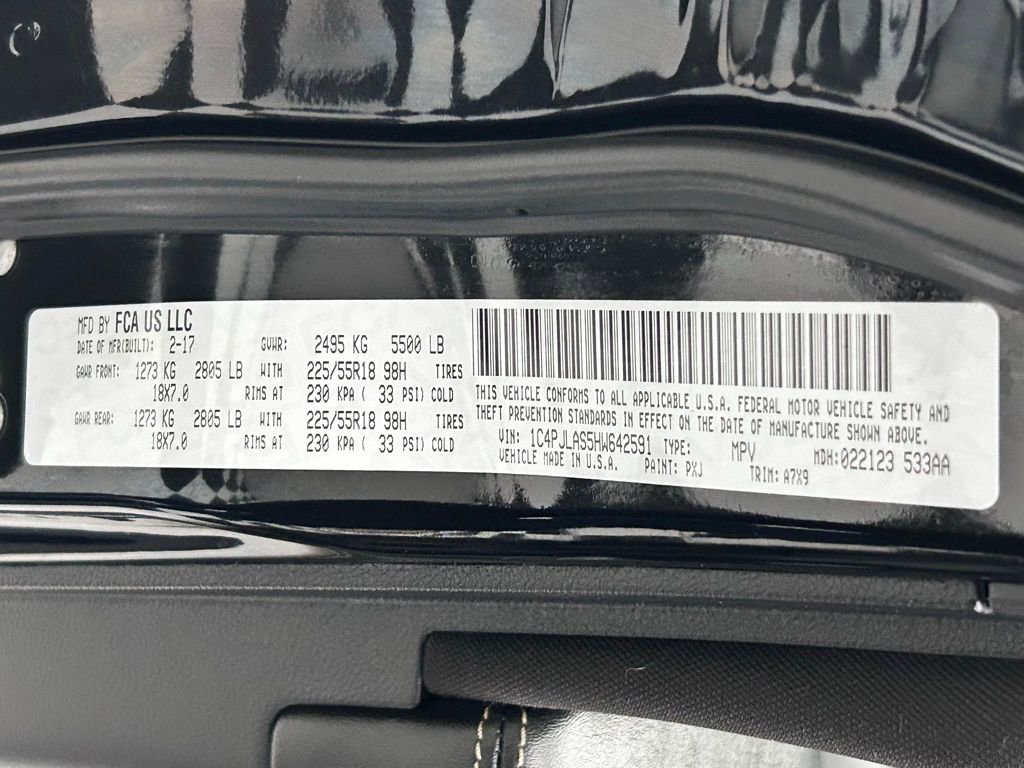 MFD BY FCA US LLC
DATE OF MFR(BUILT): 2-17 GVWR: 2495 KG 5500 LB
GAWR FRONT: 1273 KG 2805 LB WITH 225/55R18 98H TIRES
18X7.0 RIMS AT 230 KPA ( 33 PSI) COLD
GAWR REAR: 1273 KG 2805 LB WITH 225/55R18 98H TIRES
18X7.0 RIMS AT 230 KPA ( 33 PSI) COLD
THIS VEHICLE CONFORMS TO ALL APPLICABLE U.S.A. FEDERAL MOTOR VEHICLE SAFETY AND
THEFT PREVENTION STANDARDS IN EFFECT ON THE DATE OF MANUFACTURE SHOWN ABOVE.
VIN: 1C4PJLAS5HW642591 TYPE: MPV MDH: 022123 533AA
VEHICLE MADE IN U.S.A. PAINT: PXJ TRIM: A7X9